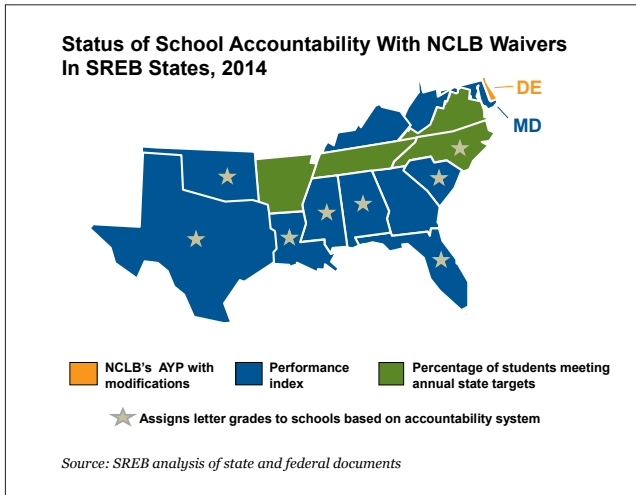 Status of School Accountability With NCLB Waivers
In SREB States, 2014
DE
MD
NCLB's AYP with
modifications
Performance
index
Percentage of students meeting
annual state targets
Assigns letter grades to schools based on accountability system
Source: SREB analysis of state and federal documents